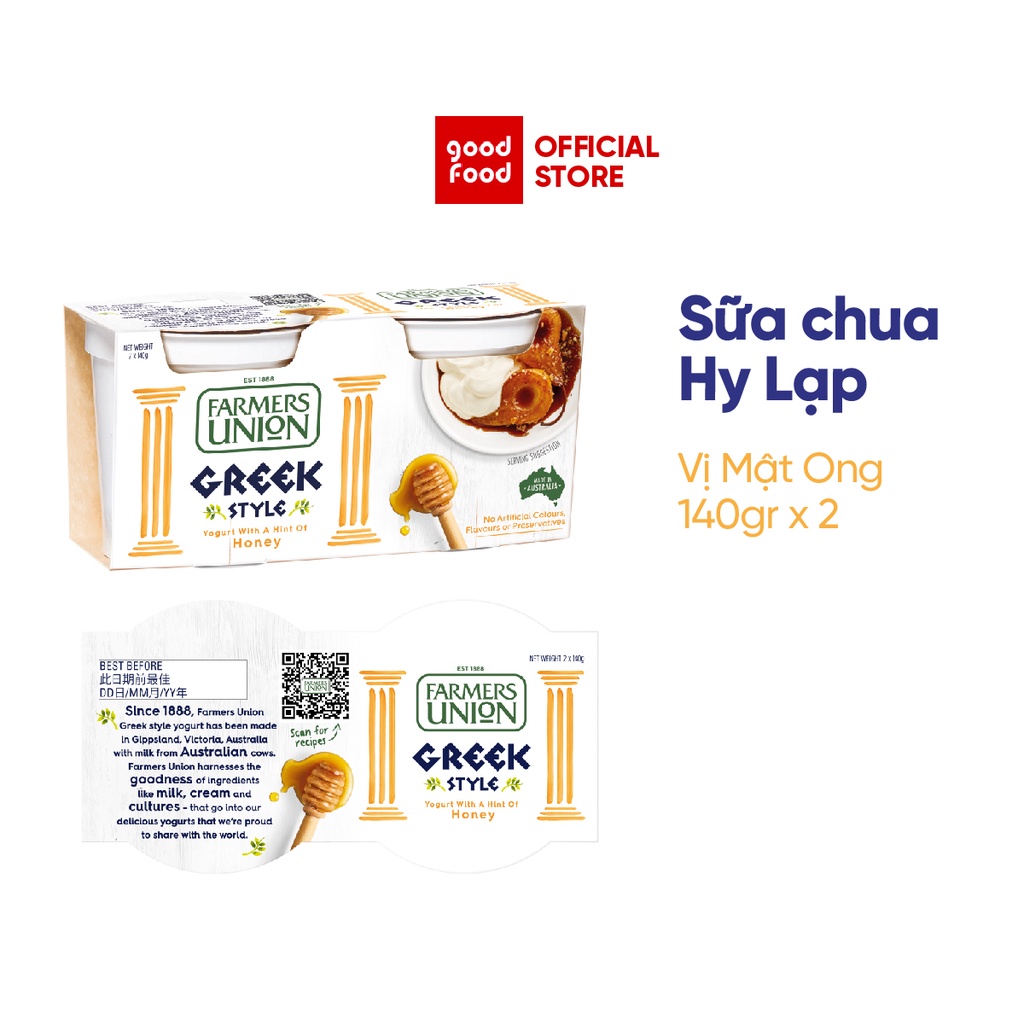 good
food
OFFICIAL
STORE
Sữa chua
Hy Lạp
Vị Mật Ong
140gr x 2
NET WEIGHT
2 x 140g
EST 1888
FARMERS
UNION
GREEK
STYLE
Yogurt With A Hint Of
Honey
SERVING SUGGESTION
MADE IN
AUSTRALIA
No Artificial Colours,
Flavours or Preservatives
BEST BEFORE
此日期前最佳
DD日/MM月/YY年
Since 1888, Farmers Union
Greek style yogurt has been made
in Gippsland, Victoria, Australia
with milk from Australian cows.
Farmers Union harnesses the
goodness of ingredients
like milk, cream and
cultures - that go into our
delicious yogurts that we're proud
to share with the world.
FARMERS
UNION
Scan for
recipes
NET WEIGHT 2 x 140g
EST 1888
FARMERS
UNION
GREEK
STYLE
Yogurt With A Hint Of
Honey